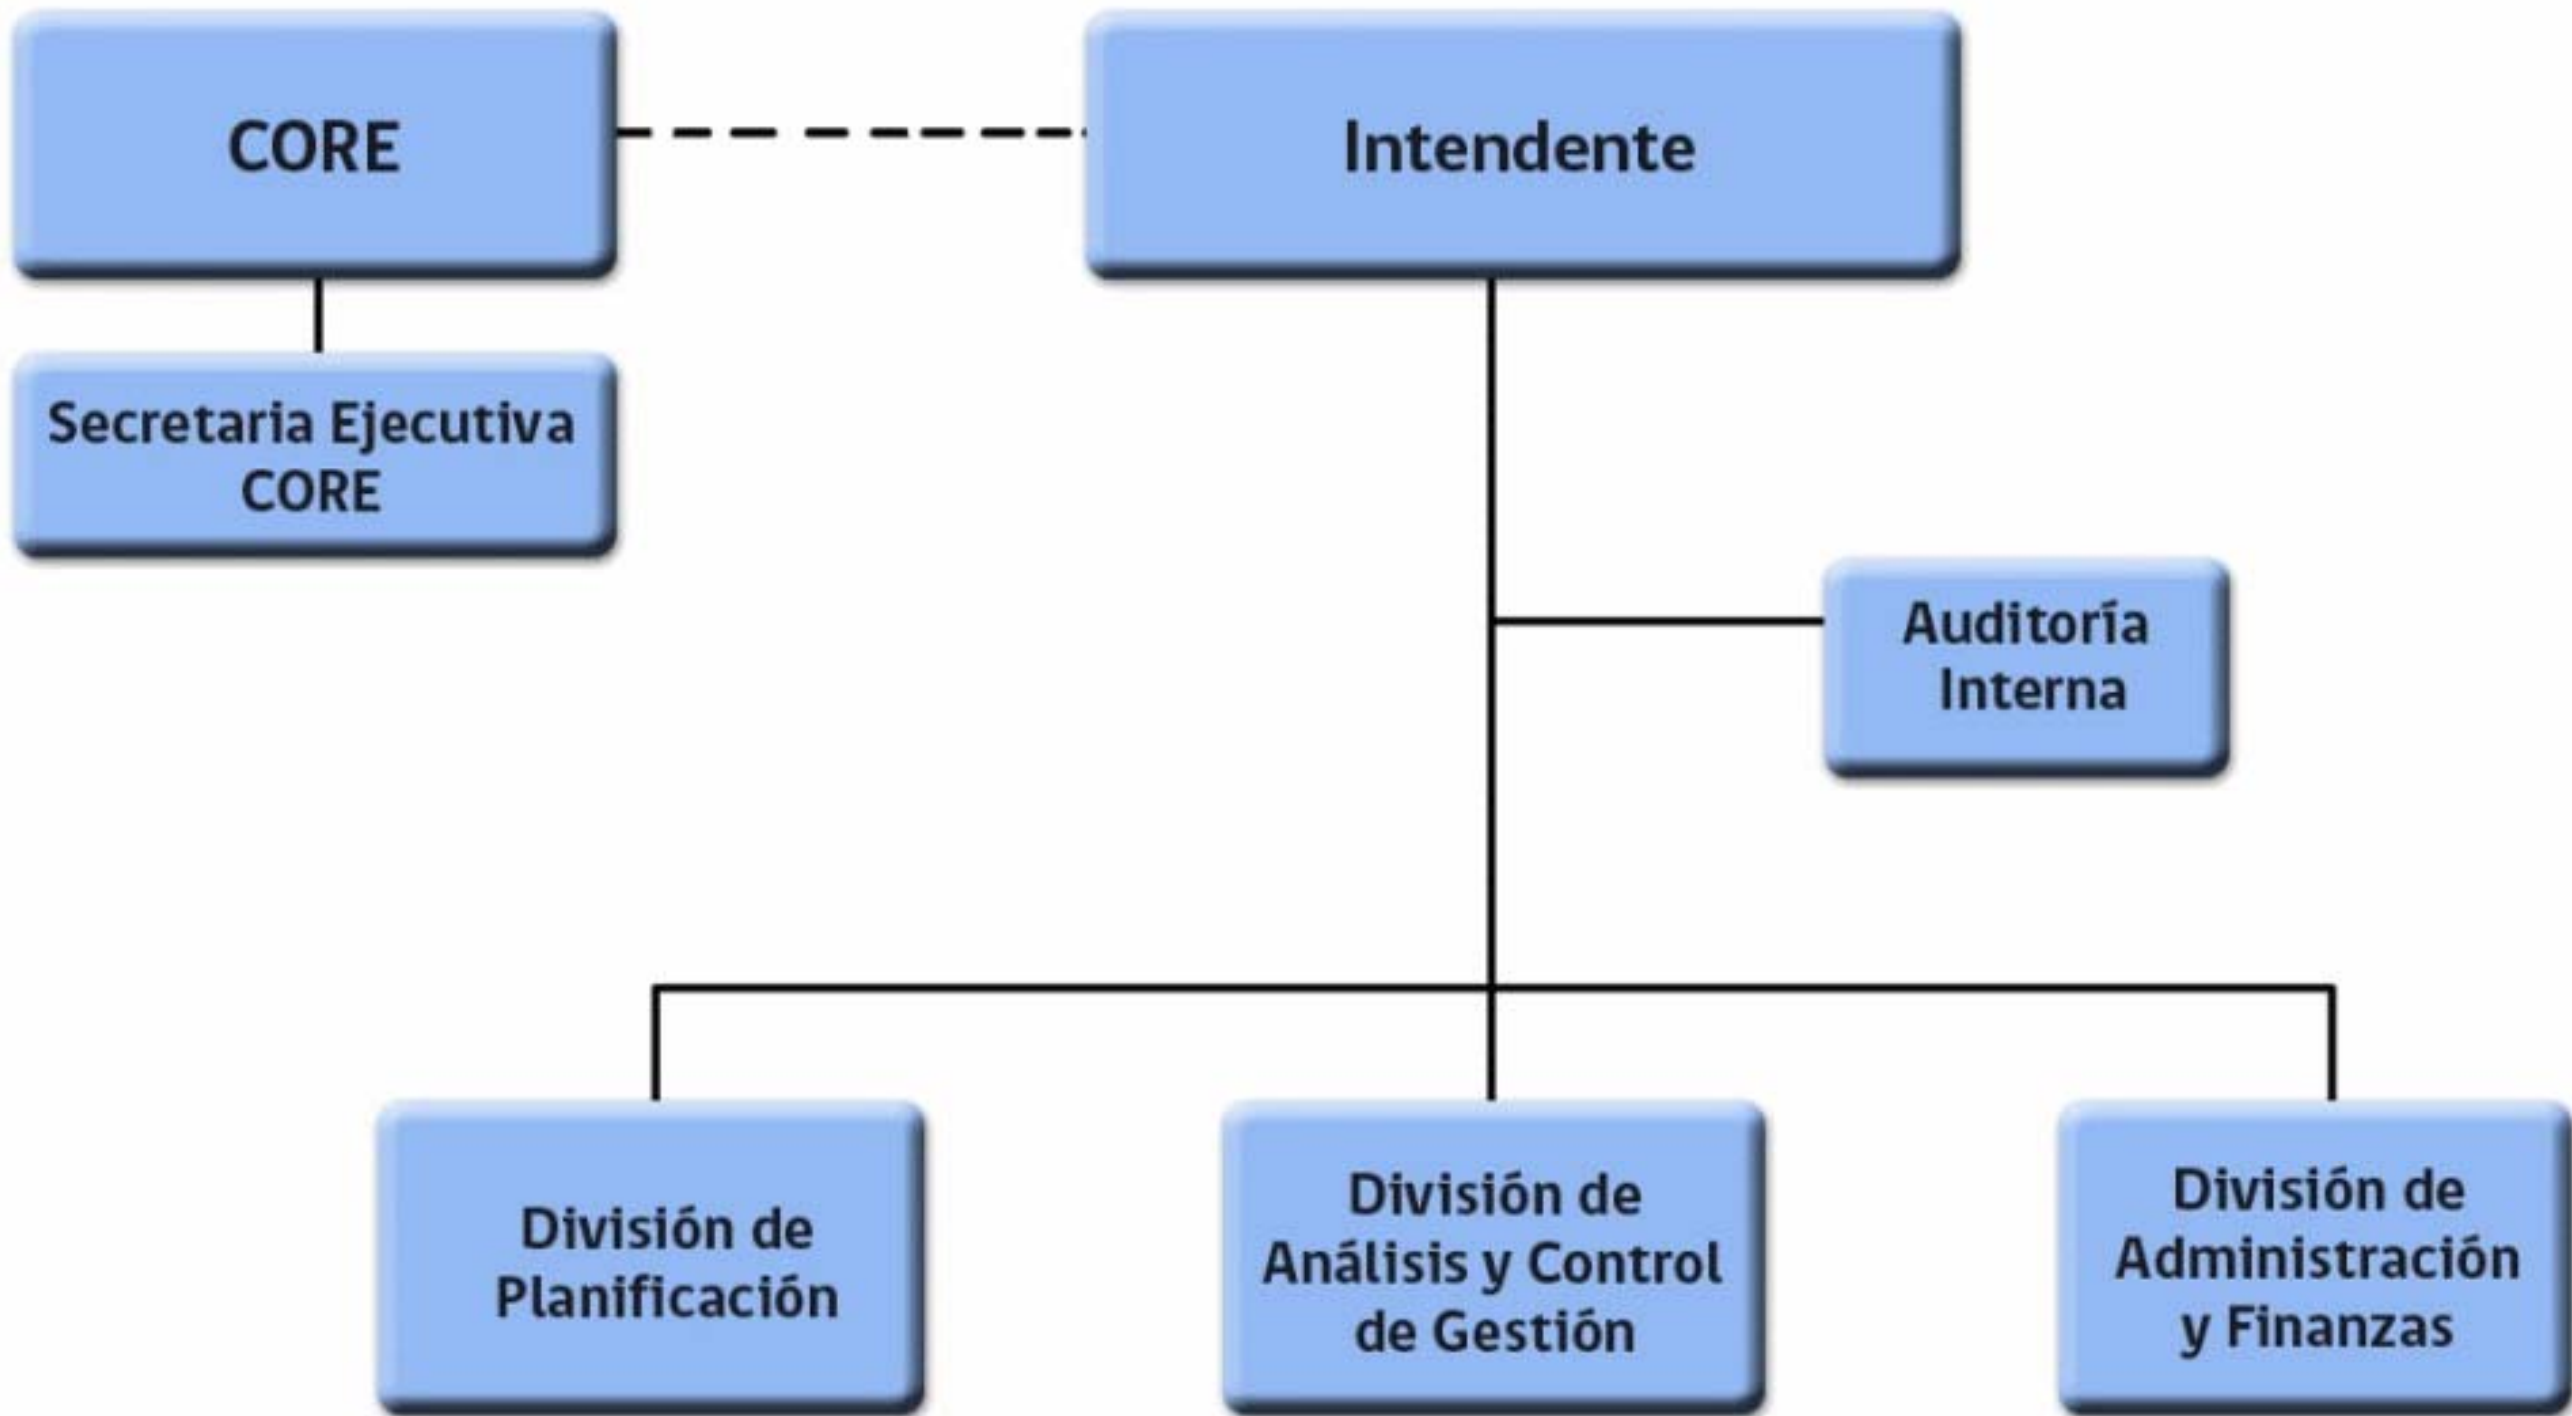 CORE
Intendente
Secretaria Ejecutiva
CORE
Auditoría
Interna
División de
Planificación
División de
Análisis y Control
de Gestión
División de
Administración
y Finanzas